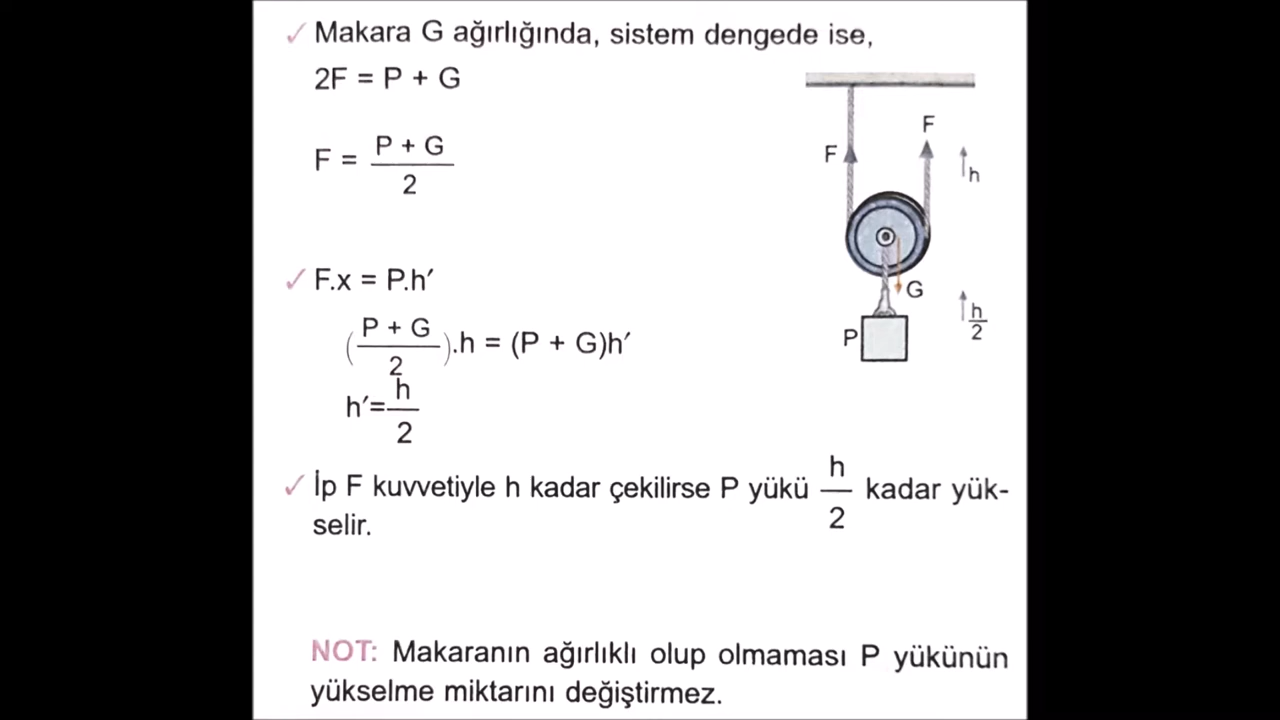 ✓ Makara G ağırlığında, sistem dengede ise,
2F = P + G
F = (P + G)/2
F
F
h
✓ F.x = P.h′
((P + G)/2).h = (P + G)h′
h′= h/2
G
P
h/2
✓ İp F kuvvetiyle h kadar çekilirse P yükü h/2 kadar yük-
selir.
NOT: Makaranın ağırlıklı olup olmaması P yükünün
yükselme miktarını değiştirmez.